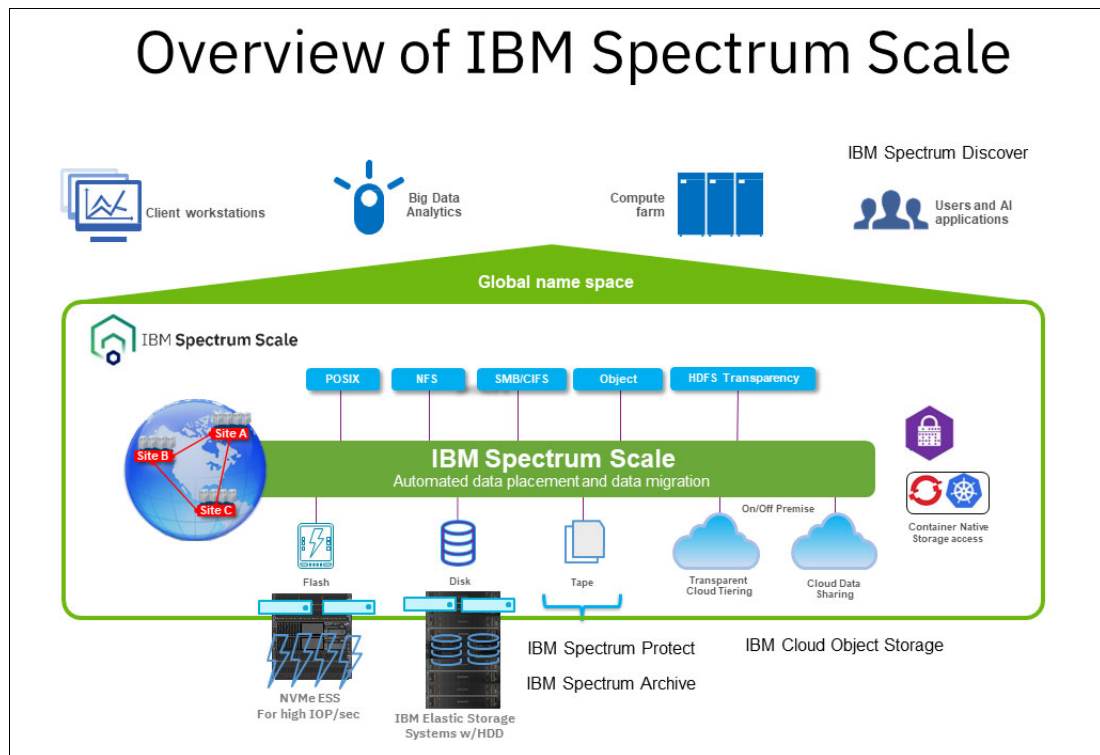 Overview of IBM Spectrum Scale
IBM Spectrum Discover
Client workstations
Big Data
Analytics
Compute
farm
Users and AI
applications
Global name space
IBM Spectrum Scale
POSIX
NFS
SMB/CIFS
Object
HDFS Transparency
Site A
Site B
Site C
IBM Spectrum Scale
Automated data placement and data migration
On/Off Premise
Container Native
Storage access
Flash
Disk
Tape
Transparent
Cloud Tiering
Cloud Data
Sharing
IBM Spectrum Protect
IBM Spectrum Archive
IBM Cloud Object Storage
NVMe ESS
For high IOP/sec
IBM Elastic Storage
Systems w/HDD